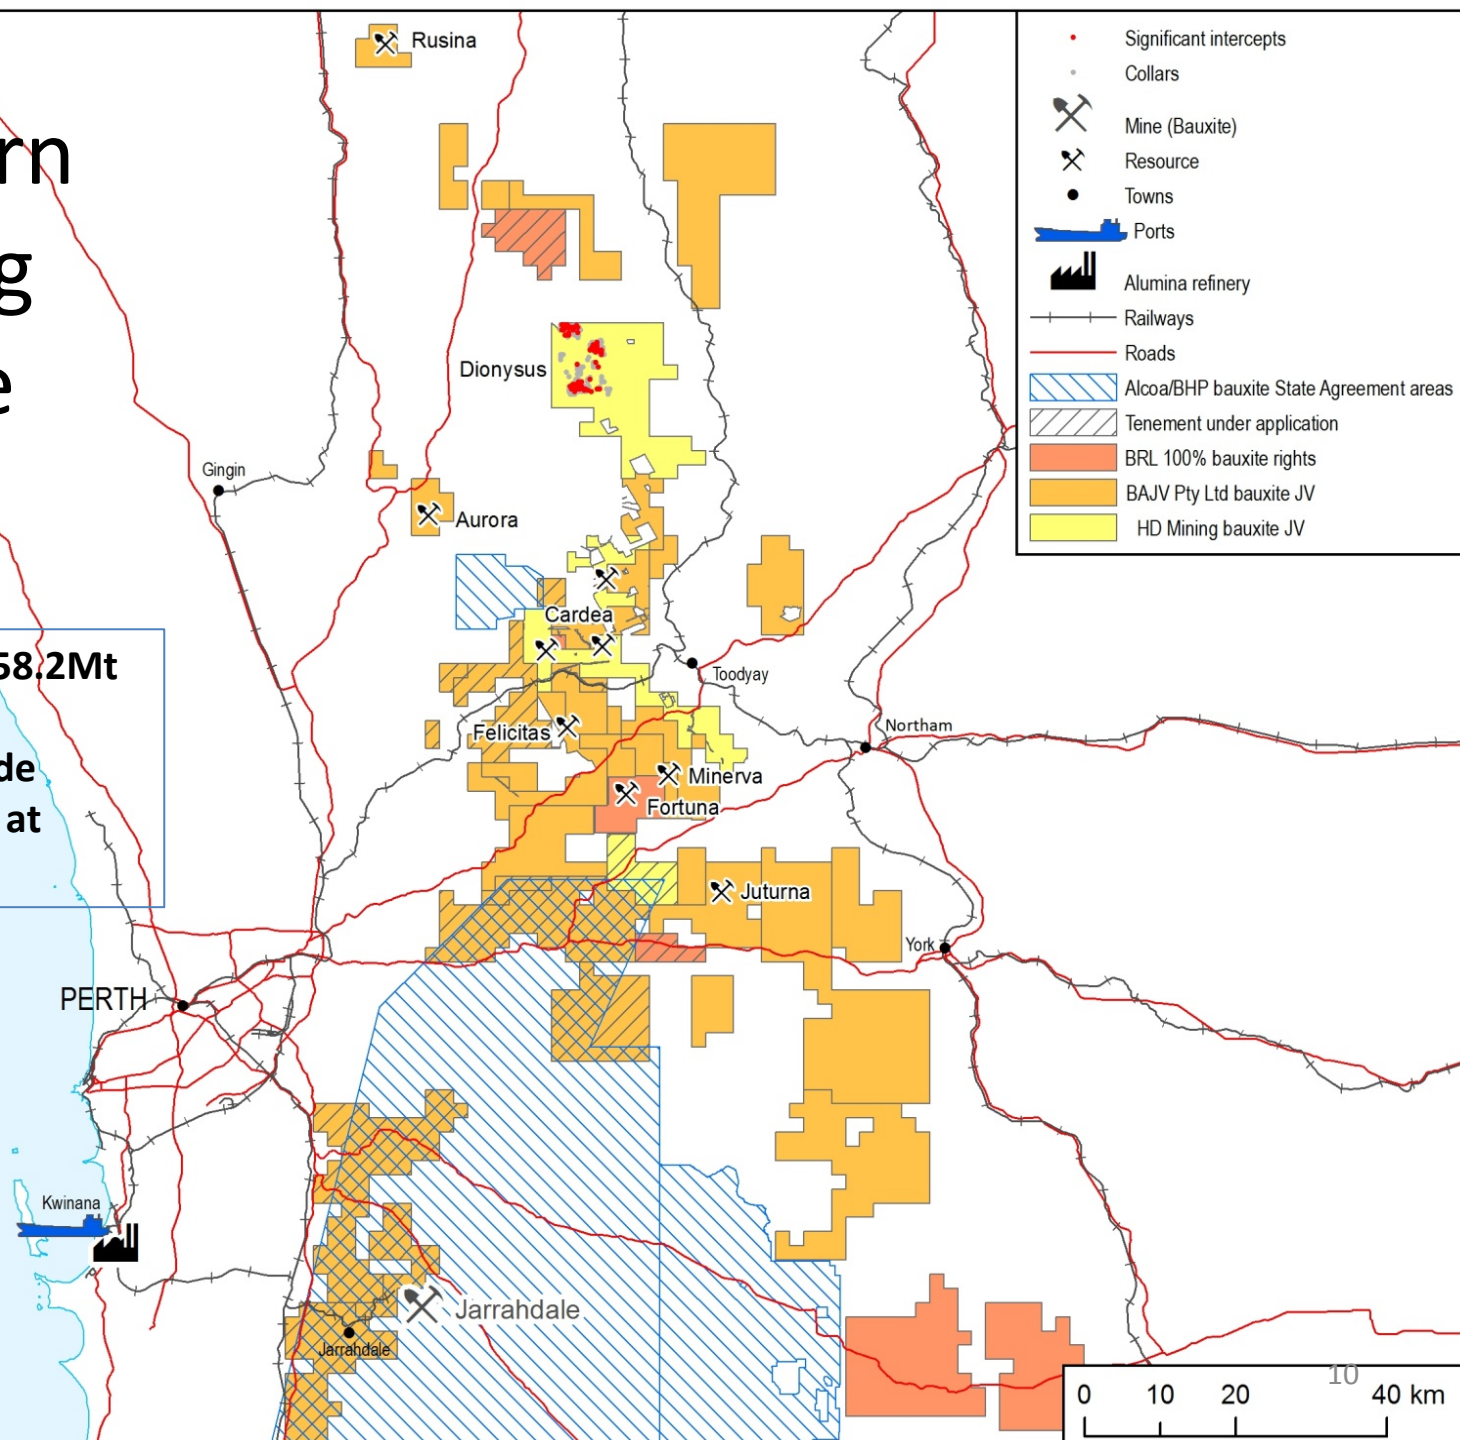 rn
g
e
58.2Mt
de
at
Rusina
Dionysus
Gingin
Aurora
Cardea
Toodyay
Felicitas
Northam
Minerva
Fortuna
Juturna
York
PERTH
Kwinana
Jarrahdale
Jarrahdale
Significant intercepts
Collars
Mine (Bauxite)
Resource
Towns
Ports
Alumina refinery
Railways
Roads
Alcoa/BHP bauxite State Agreement areas
Tenement under application
BRL 100% bauxite rights
BAJV Pty Ltd bauxite JV
HD Mining bauxite JV
10
0 10 20 40 km